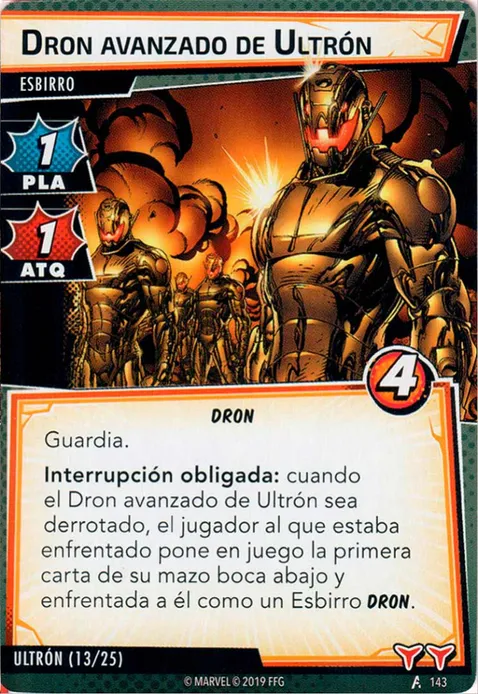 DRON AVANZADO DE ULTRÓN
ESBIRRO
1
PLA
1
ATQ
4
DRON
Guardia.
Interrupción obligada: cuando
el Dron avanzado de Ultrón sea
derrotado, el jugador al que estaba
enfrentado pone en juego la primera
carta de su mazo boca abajo y
enfrentada a él como un Esbirro DRON.
ULTRÓN (13/25)
© MARVEL © 2019 FFG
143